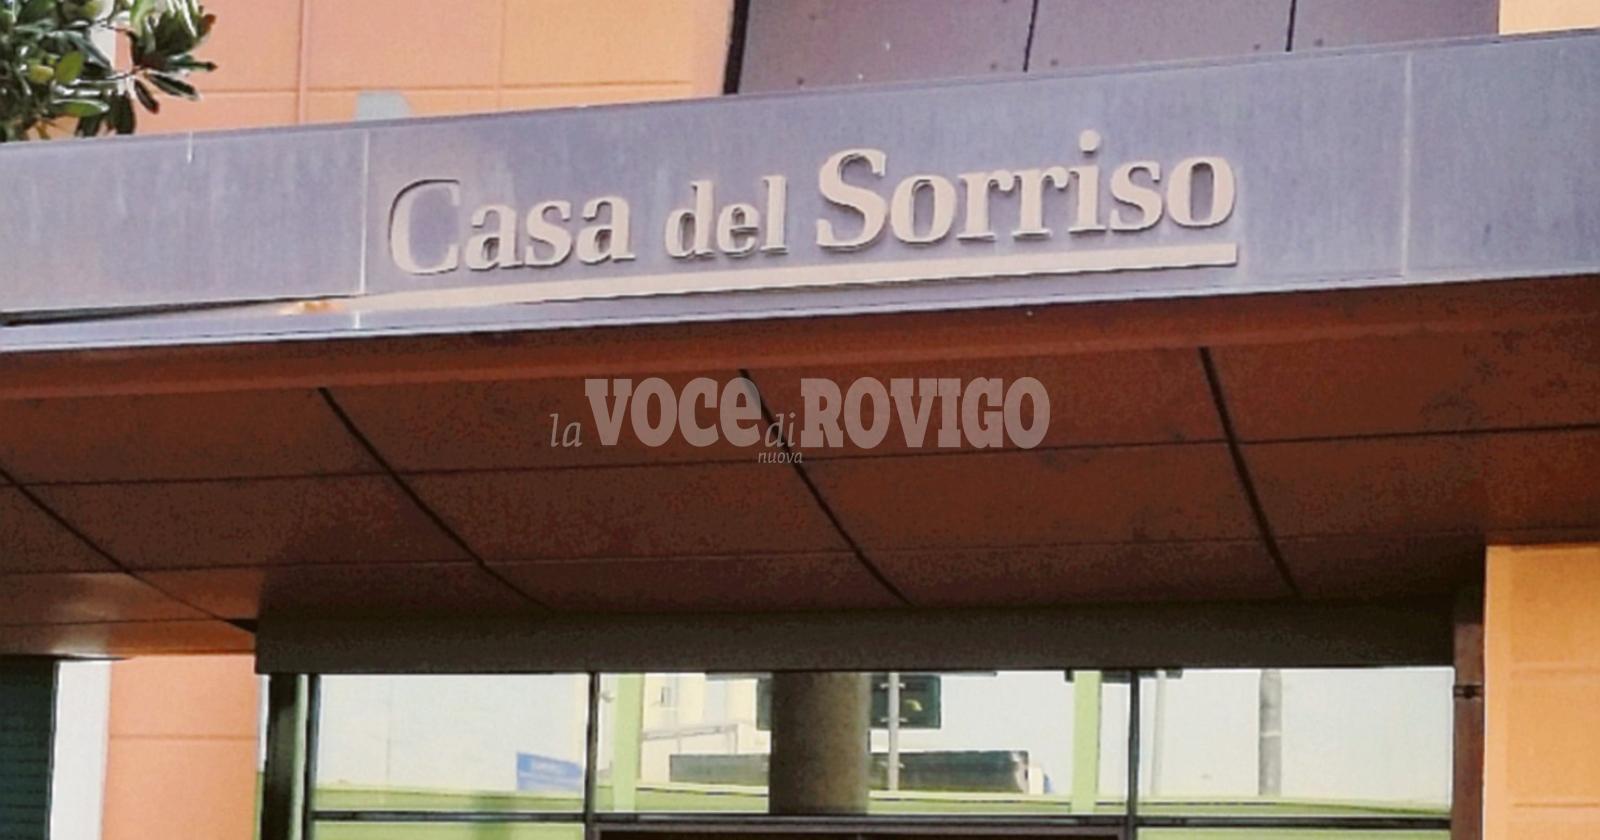 Casa del Sorriso
la VOCE di ROVIGO
nuova